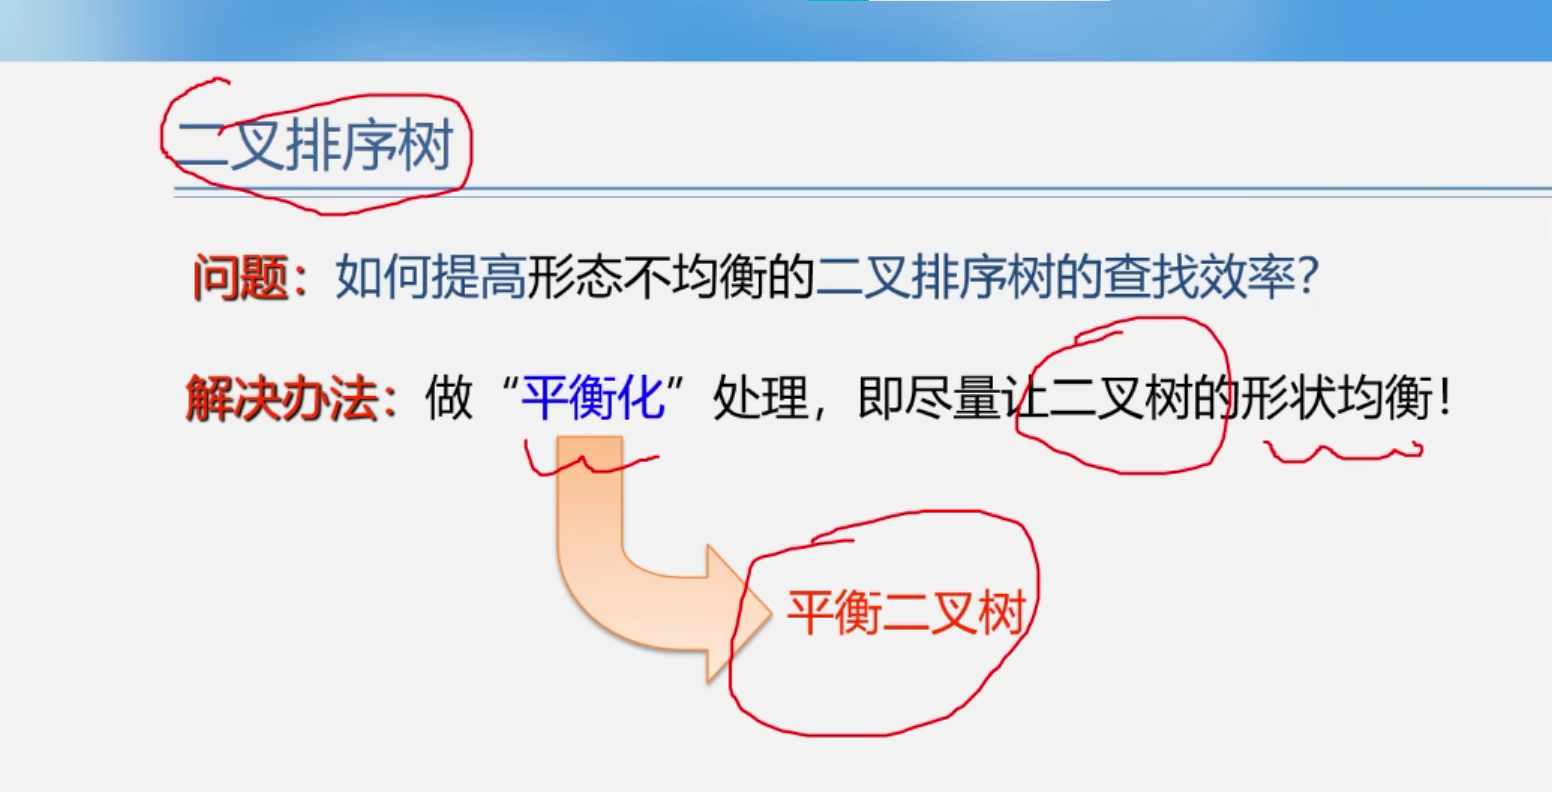 二叉排序树
问题：如何提高形态不均衡的二叉排序树的查找效率？
解决办法：做“平衡化”处理，即尽量让二叉树的形状均衡！
平衡二叉树